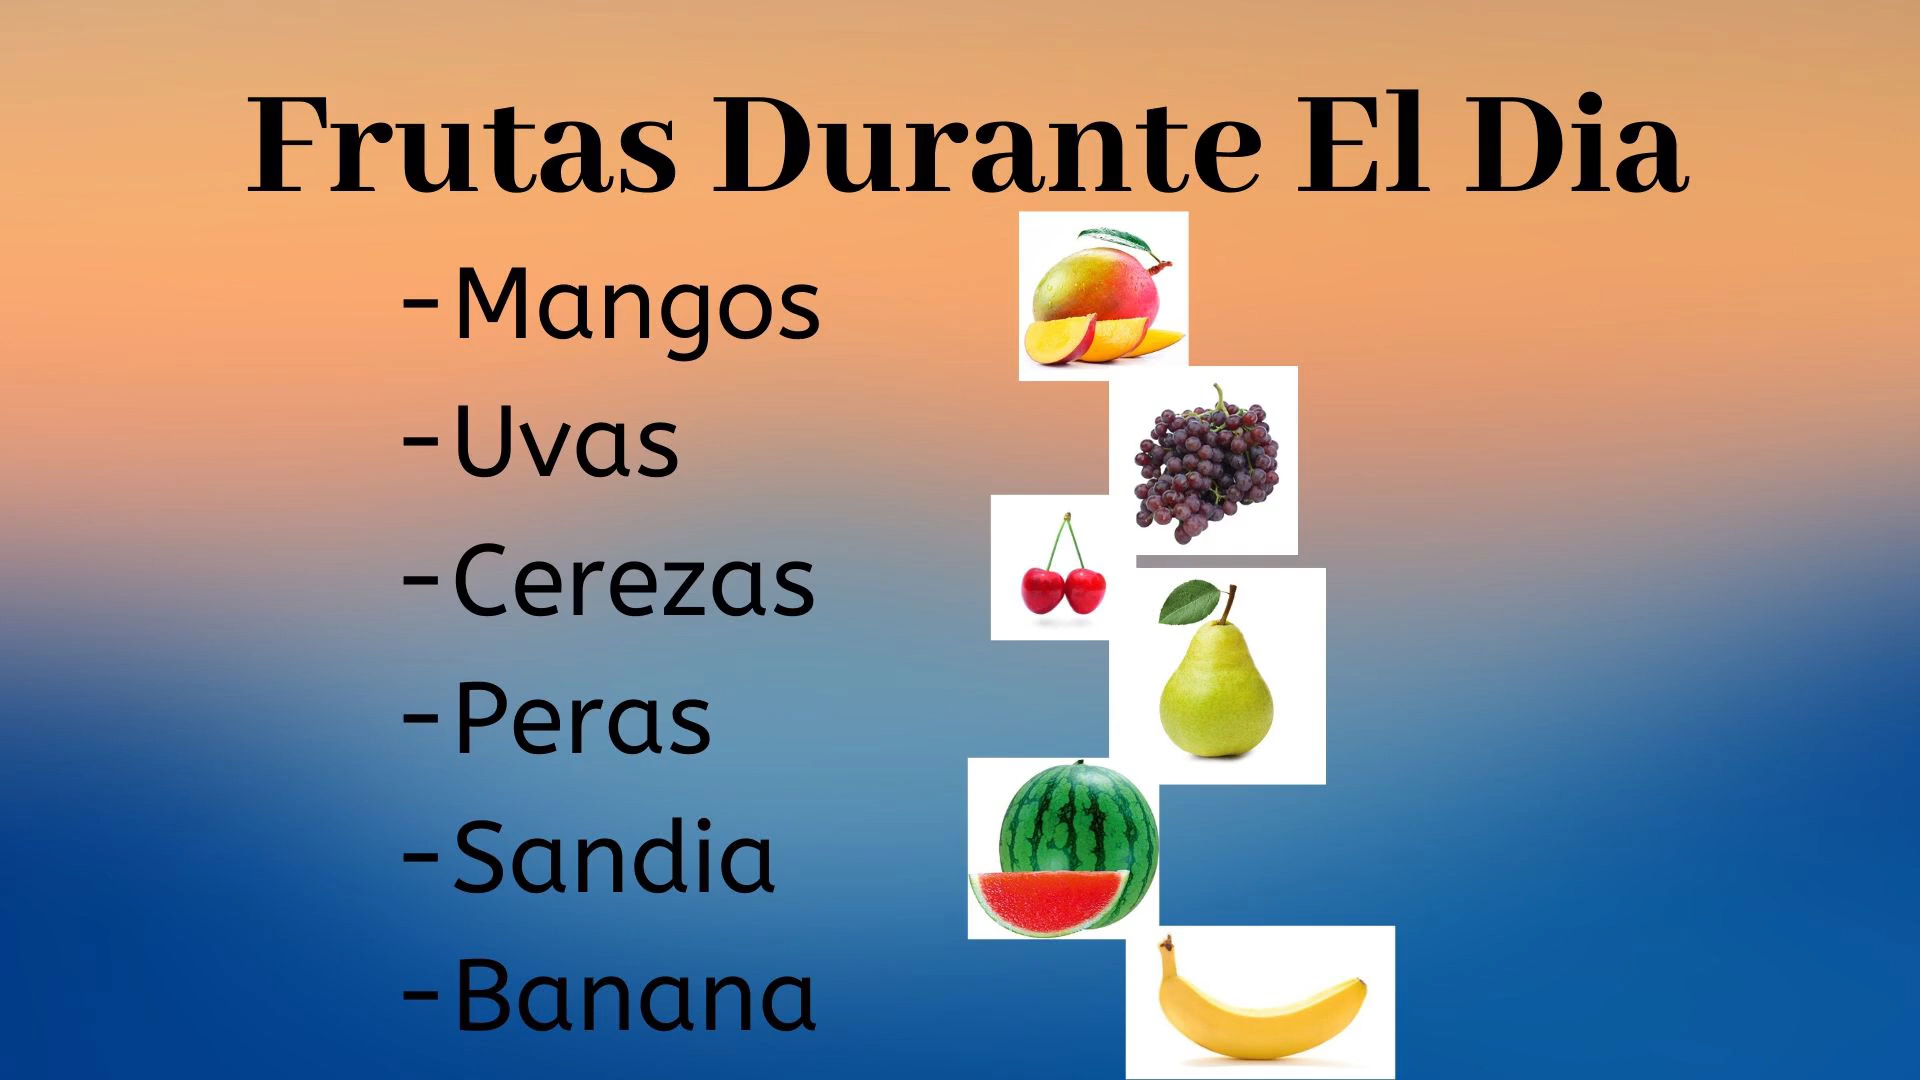 Frutas Durante El Dia
-Mangos
-Uvas
-Cerezas
-Peras
-Sandia
-Banana